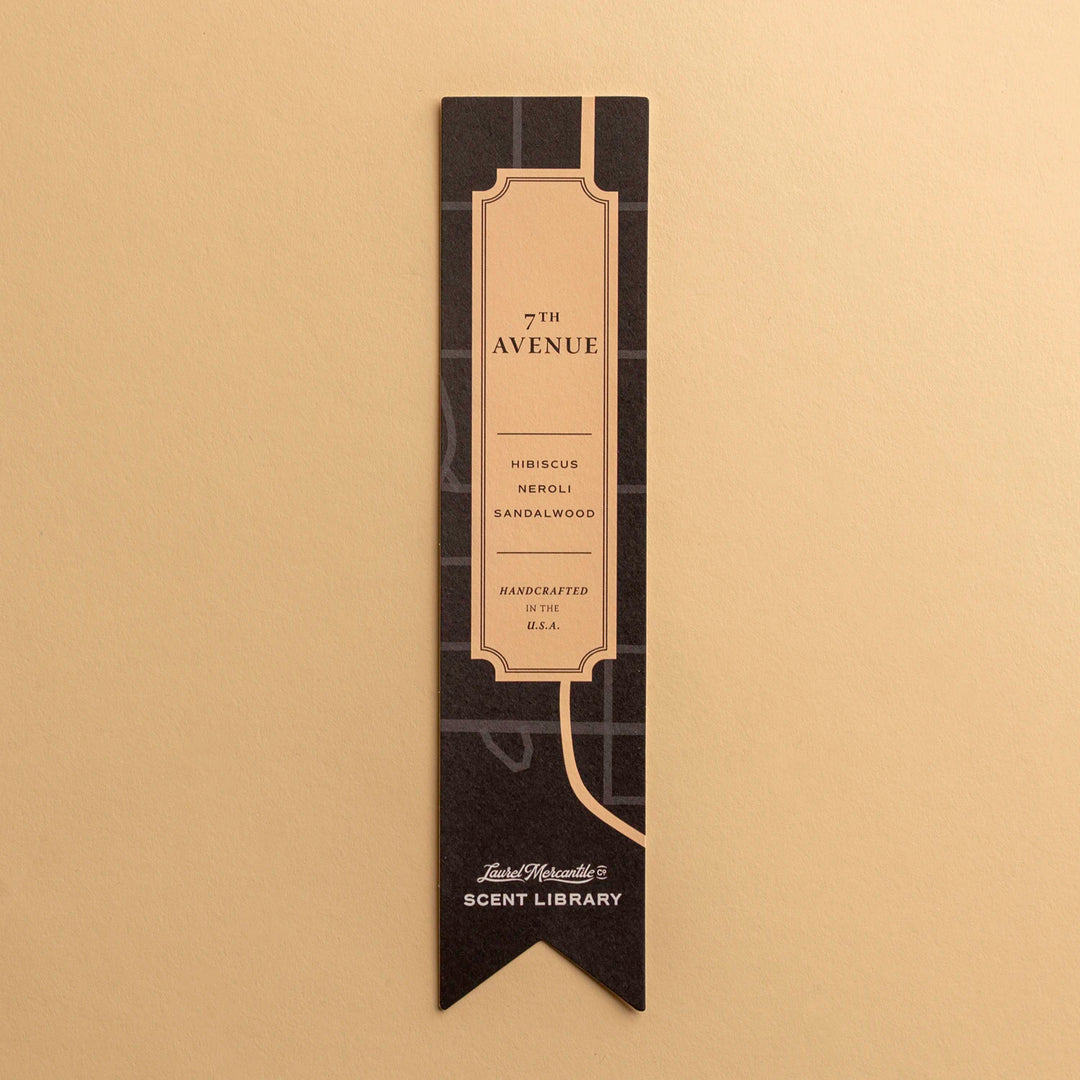 7TH
AVENUE
HIBISCUS
NEROLI
SANDALWOOD
HANDCRAFTED
IN THE
U.S.A.
Laurel Mercantile Co
SCENT LIBRARY